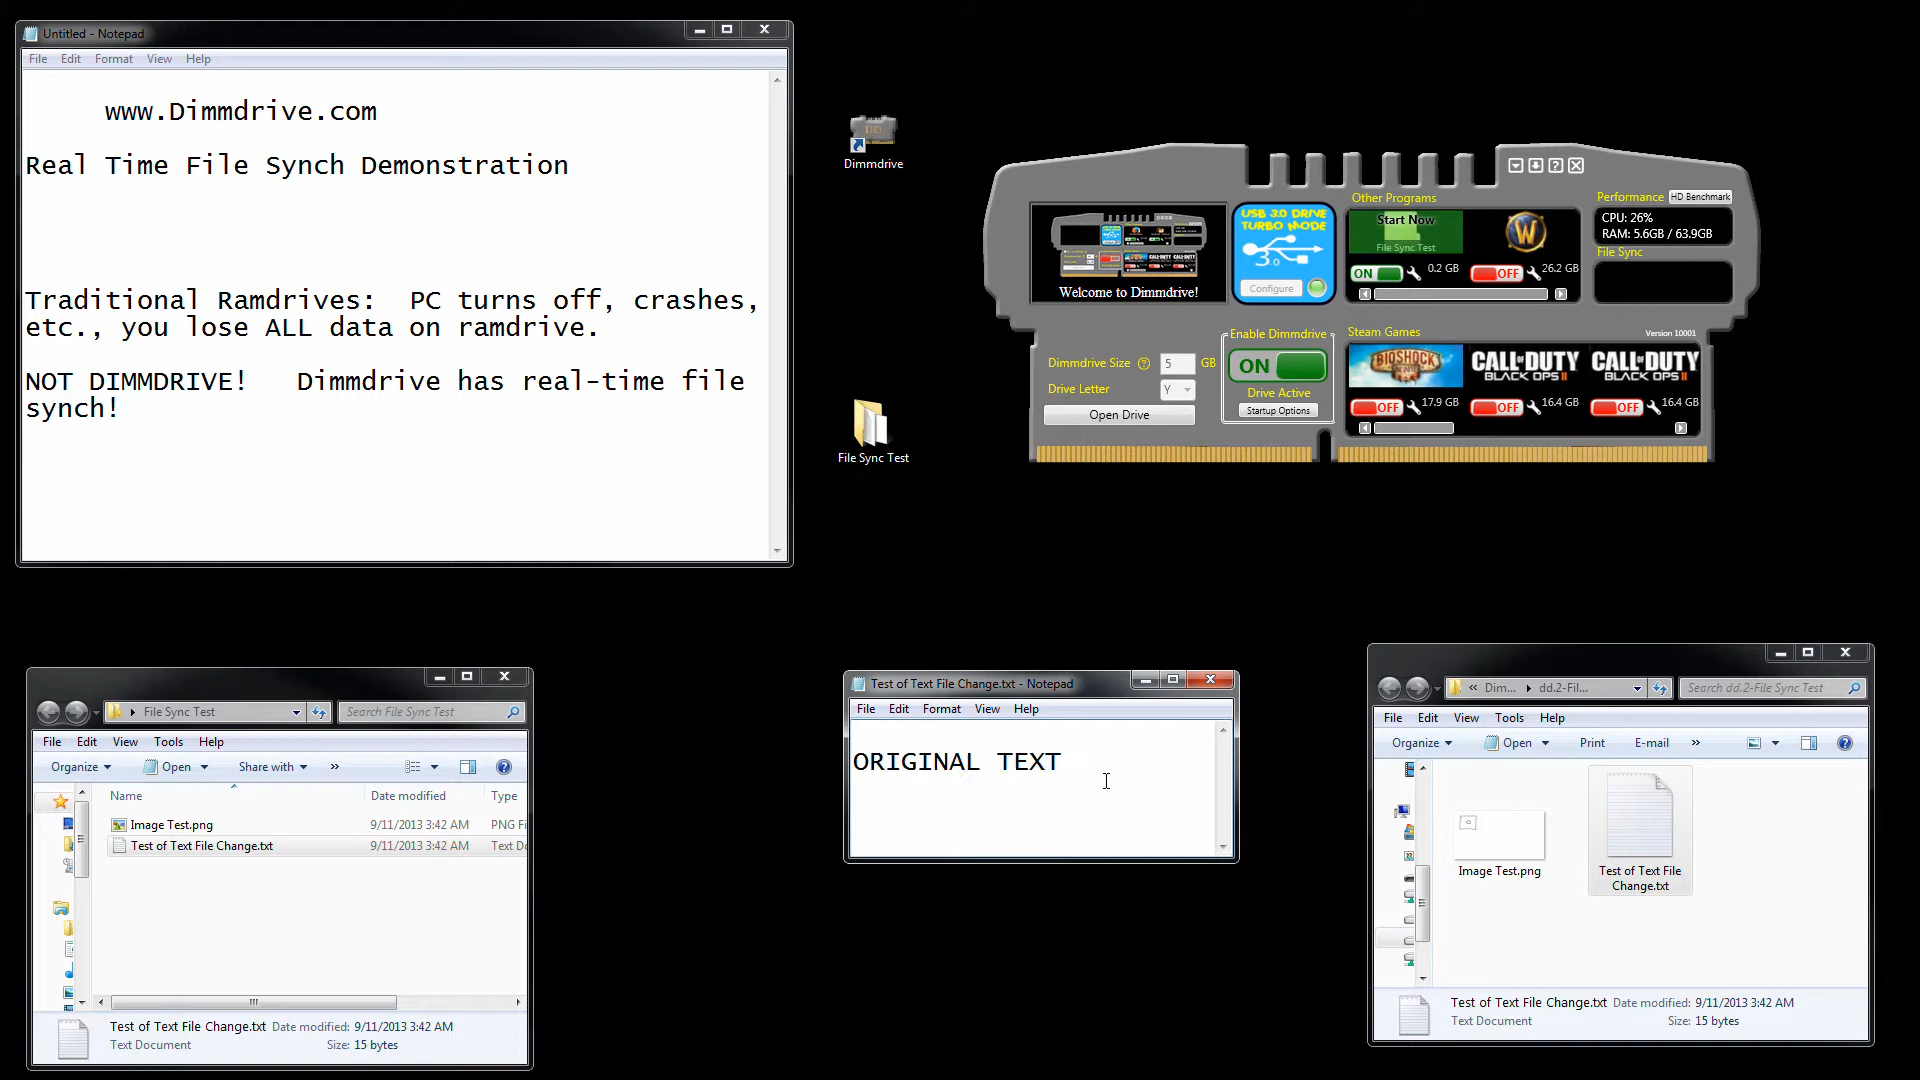 Untitled - Notepad
File Edit Format View Help
www.Dimmdrive.com
Real Time File Synch Demonstration
Traditional Ramdrives: PC turns off, crashes,
etc., you lose ALL data on ramdrive.
NOT DIMMDRIVE! Dimmdrive has real-time file
synch!
Dimmdrive
File Sync Test
Welcome to Dimmdrive!
USB 3.0 DRIVE
TURBO MODE
3.0
Configure
Other Programs
Start Now
File Sync Test
W
ON 0.2 GB OFF 26.2 GB
Performance HD Benchmark
CPU: 26%
RAM: 5.6GB / 63.9GB
File Sync
Dimmdrive Size ? 5 GB
Drive Letter Y
Open Drive
Enable Dimmdrive
ON
Drive Active
Startup Options
Steam Games Version 10001
BIOSHOCK
CALL OF DUTY
BLACK OPS II
CALL OF DUTY
BLACK OPS II
OFF 17.9 GB OFF 16.4 GB OFF 16.4 GB
File Sync Test Search File Sync Test
File Edit View Tools Help
Organize Open Share with »
Name Date modified Type
Image Test.png 9/11/2013 3:42 AM PNG Fi
Test of Text File Change.txt 9/11/2013 3:42 AM Text Do
Test of Text File Change.txt Date modified: 9/11/2013 3:42 AM
Text Document Size: 15 bytes
Test of Text File Change.txt - Notepad
File Edit Format View Help
ORIGINAL TEXT
« Dim... dd.2-Fil... Search dd.2-File Sync Test
File Edit View Tools Help
Organize Open Print E-mail »
Image Test.png
Test of Text File
Change.txt
Test of Text File Change.txt Date modified: 9/11/2013 3:42 AM
Text Document Size: 15 bytes